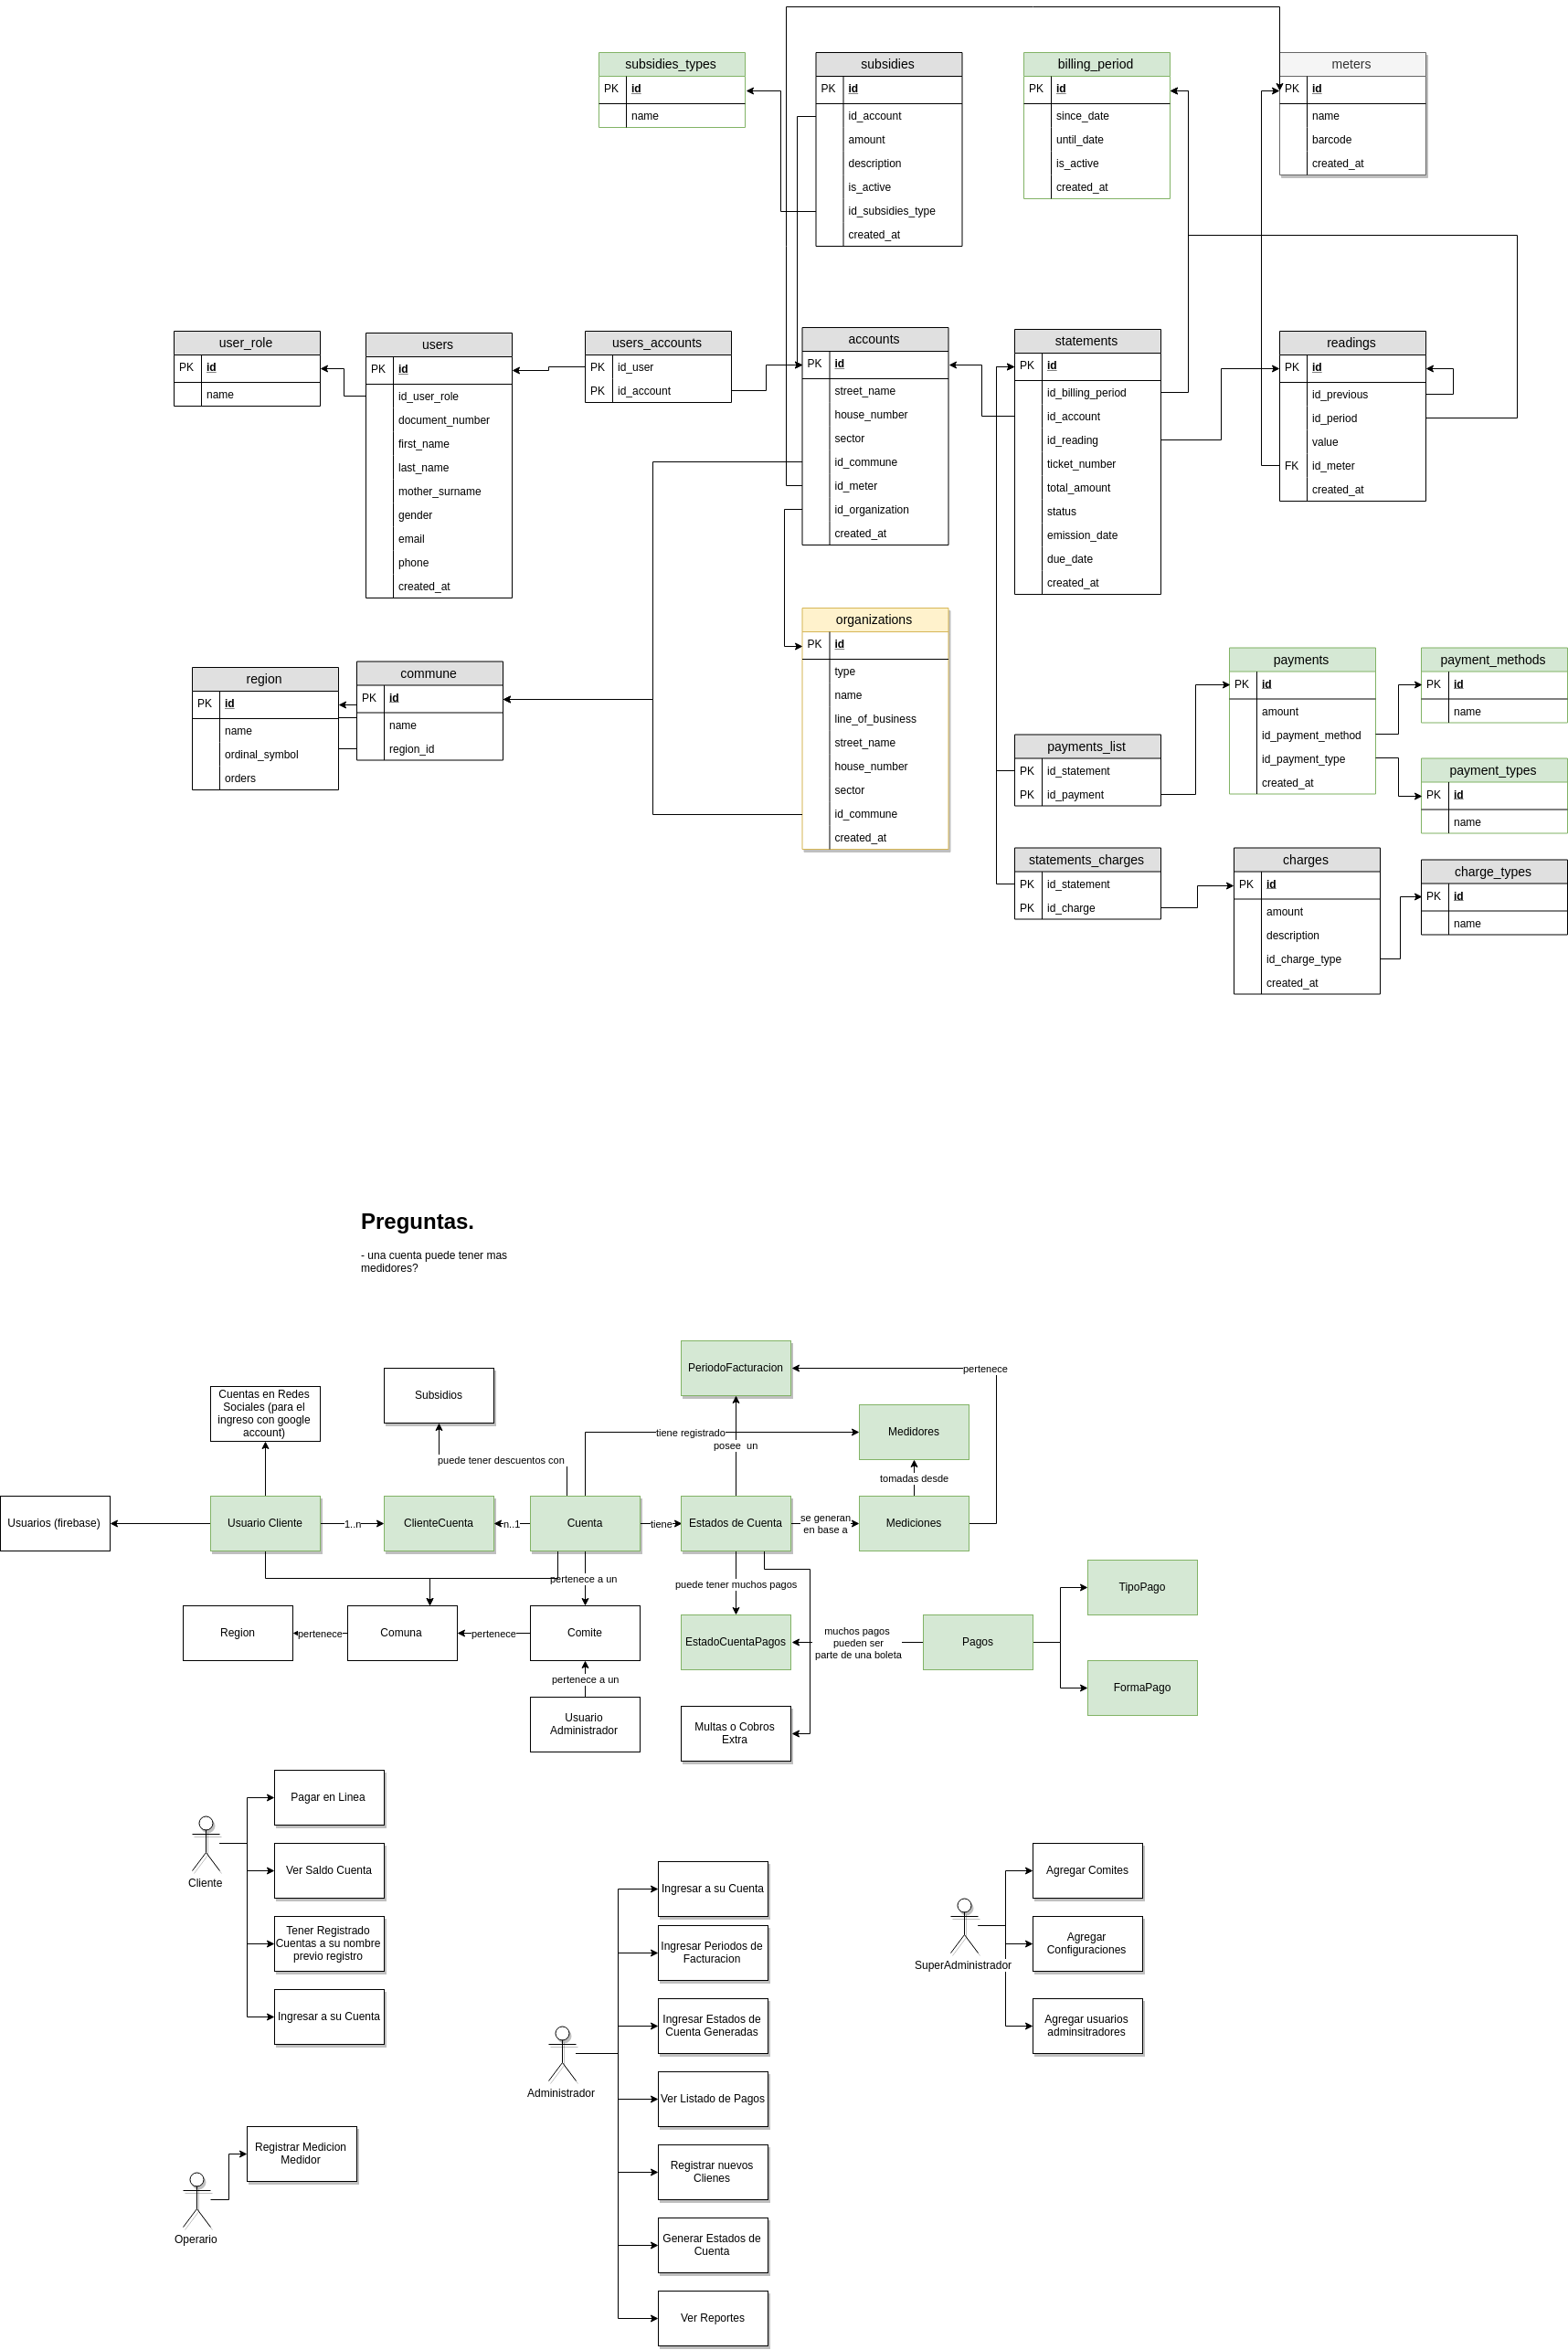 subsidies_types
PK id
name
subsidies
PK id
id_account
amount
description
is_active
id_subsidies_type
created_at
billing_period
PK id
since_date
until_date
is_active
created_at
meters
PK id
name
barcode
created_at
user_role
PK id
name
users
PK id
id_user_role
document_number
first_name
last_name
mother_surname
gender
email
phone
created_at
users_accounts
PK id_user
PK id_account
accounts
PK id
street_name
house_number
sector
id_commune
id_meter
id_organization
created_at
statements
PK id
id_billing_period
id_account
id_reading
ticket_number
total_amount
status
emission_date
due_date
created_at
readings
PK id
id_previous
id_period
value
FK id_meter
created_at
region
PK id
name
ordinal_symbol
orders
commune
PK id
name
region_id
organizations
PK id
type
name
line_of_business
street_name
house_number
sector
id_commune
created_at
payments_list
PK id_statement
PK id_payment
payments
PK id
amount
id_payment_method
id_payment_type
created_at
payment_methods
PK id
name
payment_types
PK id
name
statements_charges
PK id_statement
PK id_charge
charges
PK id
amount
description
id_charge_type
created_at
charge_types
PK id
name
Preguntas.
- una cuenta puede tener mas
medidores?
PeriodoFacturacion
pertenece
Subsidios
Cuentas en Redes
Sociales (para el
ingreso con google
account)
Medidores
tiene registrado
posee un
puede tener descuentos con
tomadas desde
Usuarios (firebase)
Usuario Cliente
1..n
ClienteCuenta
n..1
Cuenta
tiene
Estados de Cuenta
se generan
en base a
Mediciones
pertenece a un
puede tener muchos pagos
TipoPago
Region
pertenece
Comuna
pertenece
Comite
EstadoCuentaPagos
muchos pagos
pueden ser
parte de una boleta
Pagos
FormaPago
pertenece a un
Usuario
Administrador
Multas o Cobros
Extra
Cliente
Pagar en Linea
Ver Saldo Cuenta
Tener Registrado
Cuentas a su nombre
previo registro
Ingresar a su Cuenta
Administrador
Ingresar a su Cuenta
Ingresar Periodos de
Facturacion
Ingresar Estados de
Cuenta Generadas
Ver Listado de Pagos
Registrar nuevos
Clienes
Generar Estados de
Cuenta
Ver Reportes
SuperAdministrador
Agregar Comites
Agregar
Configuraciones
Agregar usuarios
adminsitradores
Operario
Registrar Medicion
Medidor